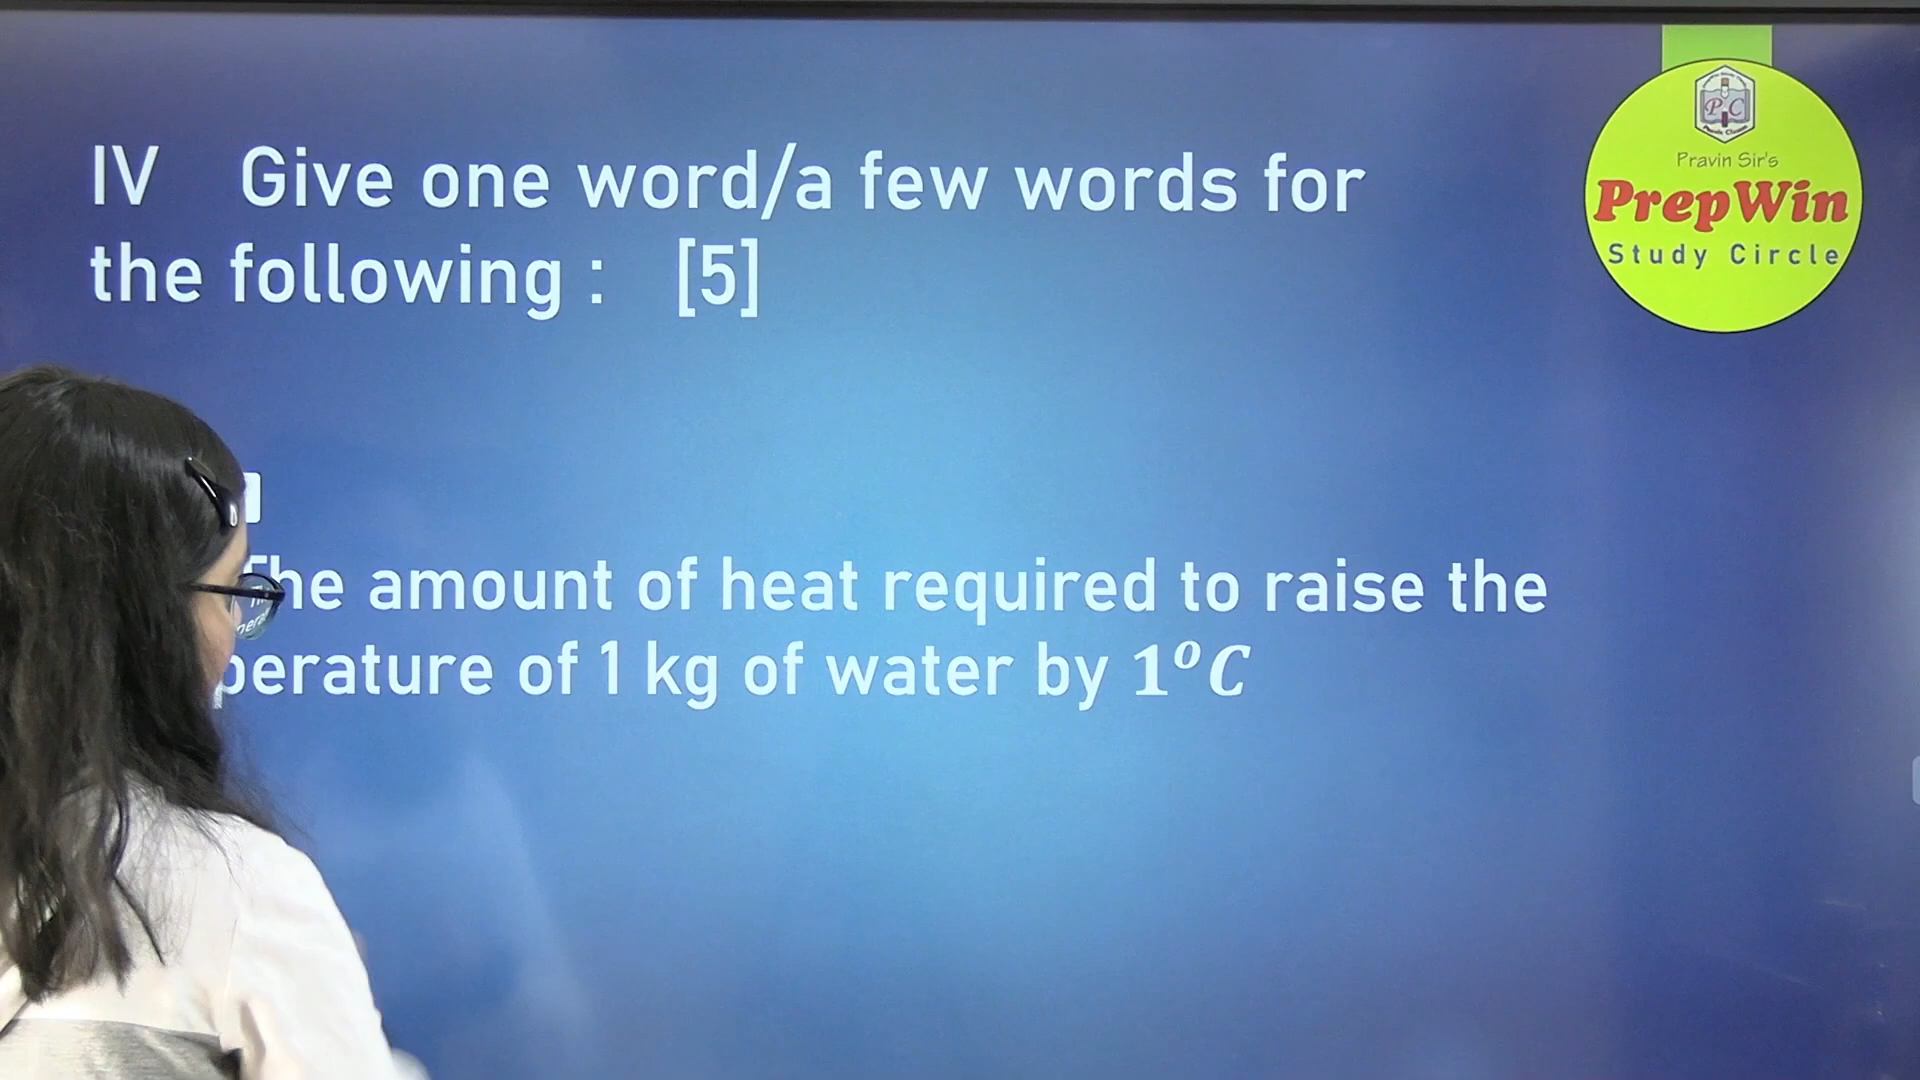 IV Give one word/a few words for
the following : [5]
The amount of heat required to raise the
perature of 1 kg of water by 1°C
P C
Pravin Sir's
PrepWin
Study Circle